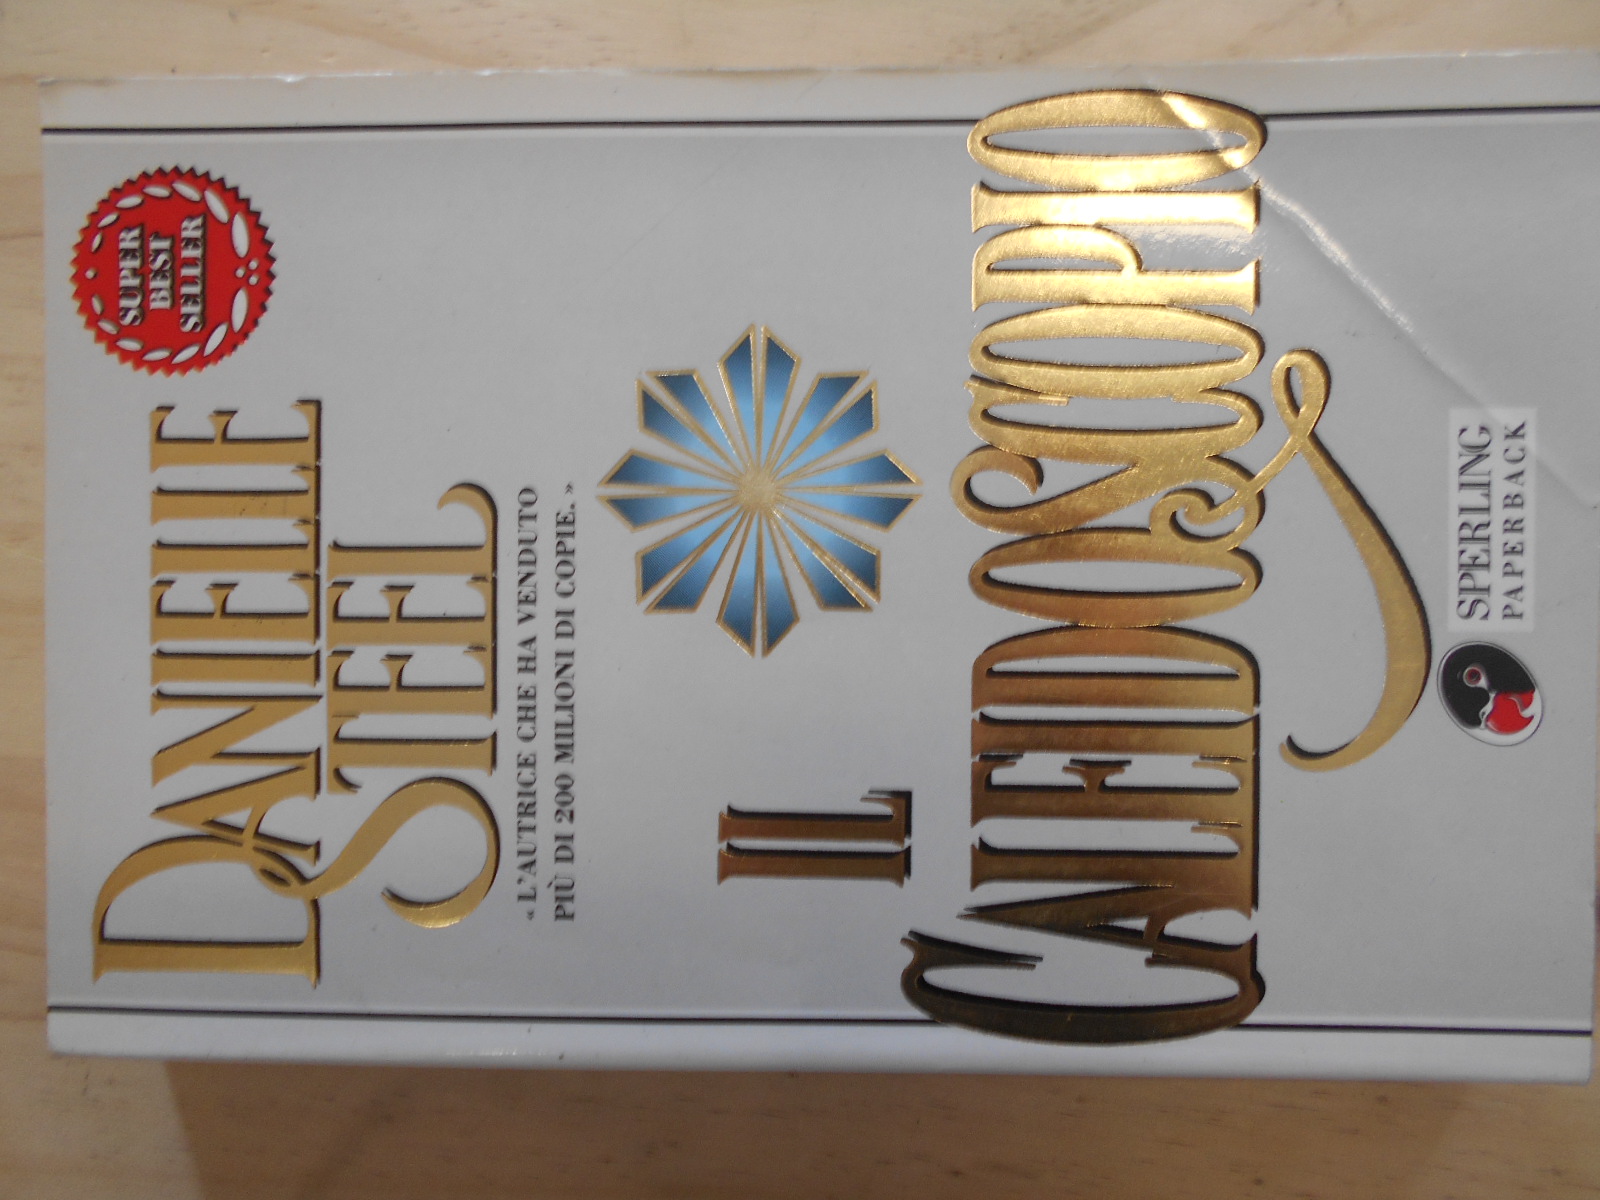 SUPER
BEST
SELLER
DANIELLE
STEEL
« L'AUTRICE CHE HA VENDUTO
PIÙ DI 200 MILIONI DI COPIE. »
IL
CALEIDOSCOPIO
SPERLING
PAPERBACK